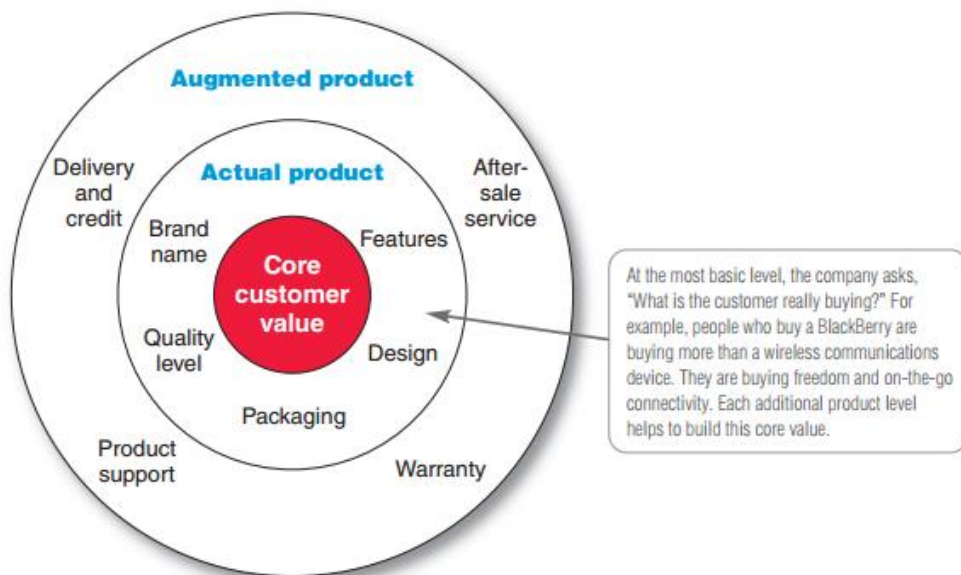 Augmented product
Delivery
and
credit
Actual product
After-
sale
service
Brand
name
Features
Core
customer
value
Quality
level
Design
Packaging
Product
support
Warranty
At the most basic level, the company asks,
“What is the customer really buying?” For
example, people who buy a BlackBerry are
buying more than a wireless communications
device. They are buying freedom and on-the-go
connectivity. Each additional product level
helps to build this core value.